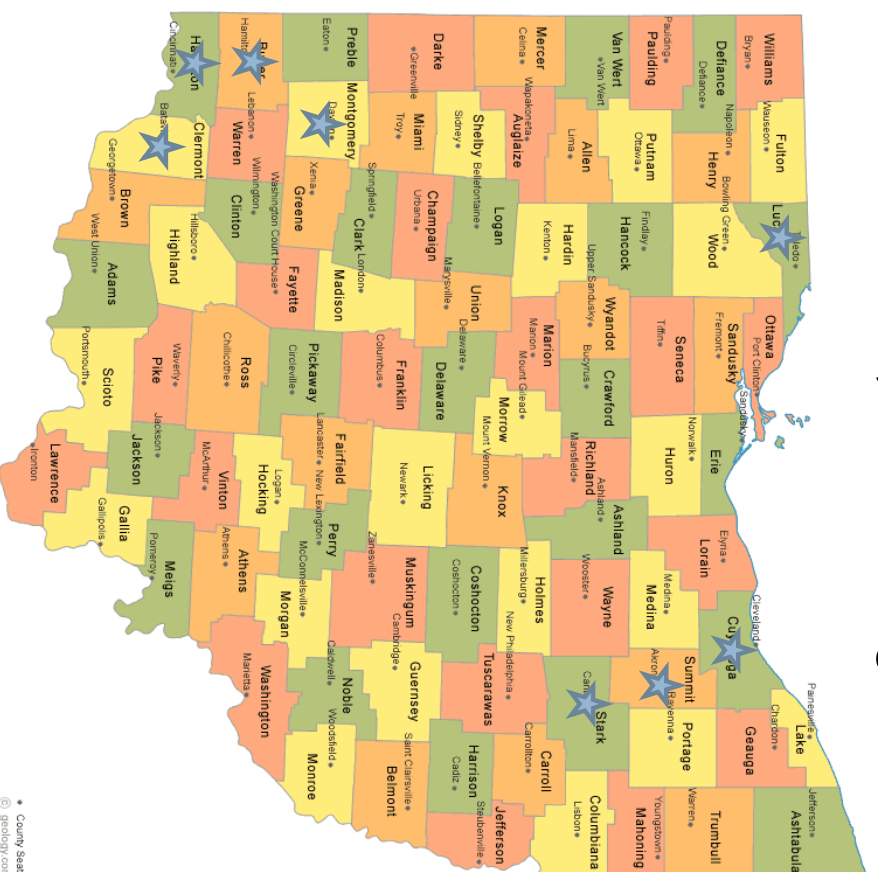 Williams
Bryan
Fulton
Wauseon
Ottawa
Port Clinton
Erie
Sandusky
Lorain
Elyria
Cleveland
Lake
Painesville
Geauga
Chardon
Ashtabula
Jefferson
Defiance
Defiance
Henry
Napoleon
Wood
Bowling Green
Sandusky
Fremont
Seneca
Tiffin
Huron
Norwalk
Medina
Medina
Summit
Akron
Portage
Ravenna
Trumbull
Warren
Mahoning
Youngstown
Paulding
Paulding
Putnam
Ottawa
Hancock
Findlay
Wyandot
Upper Sandusky
Crawford
Bucyrus
Richland
Mansfield
Ashland
Ashland
Wayne
Wooster
Stark
Columbiana
Lisbon
Van Wert
Van Wert
Allen
Lima
Hardin
Kenton
Marion
Marion
Morrow
Mount Gilead
Knox
Mount Vernon
Holmes
Millersburg
Tuscarawas
New Philadelphia
Carroll
Carrollton
Jefferson
Steubenville
Mercer
Celina
Auglaize
Wapakoneta
Shelby
Sidney
Logan
Bellefontaine
Union
Marysville
Delaware
Delaware
Licking
Newark
Coshocton
Coshocton
Harrison
Cadiz
Darke
Greenville
Miami
Troy
Champaign
Urbana
Clark
Springfield
Madison
London
Franklin
Columbus
Muskingum
Zanesville
Guernsey
Cambridge
Belmont
Saint Clairsville
Preble
Eaton
Montgomery
Greene
Xenia
Fayette
Washington Court House
Pickaway
Circleville
Fairfield
Lancaster
Perry
New Lexington
Morgan
McConnelsville
Noble
Caldwell
Monroe
Woodsfield
Warren
Lebanon
Clinton
Wilmington
Ross
Chillicothe
Hocking
Logan
Athens
Athens
Washington
Marietta
Cincinnati
Clermont
Brown
Georgetown
Highland
Hillsboro
Pike
Waverly
Vinton
McArthur
Meigs
Pomeroy
Adams
West Union
Scioto
Portsmouth
Jackson
Jackson
Gallia
Gallipolis
Lawrence
Ironton
County Seat
© geology.com